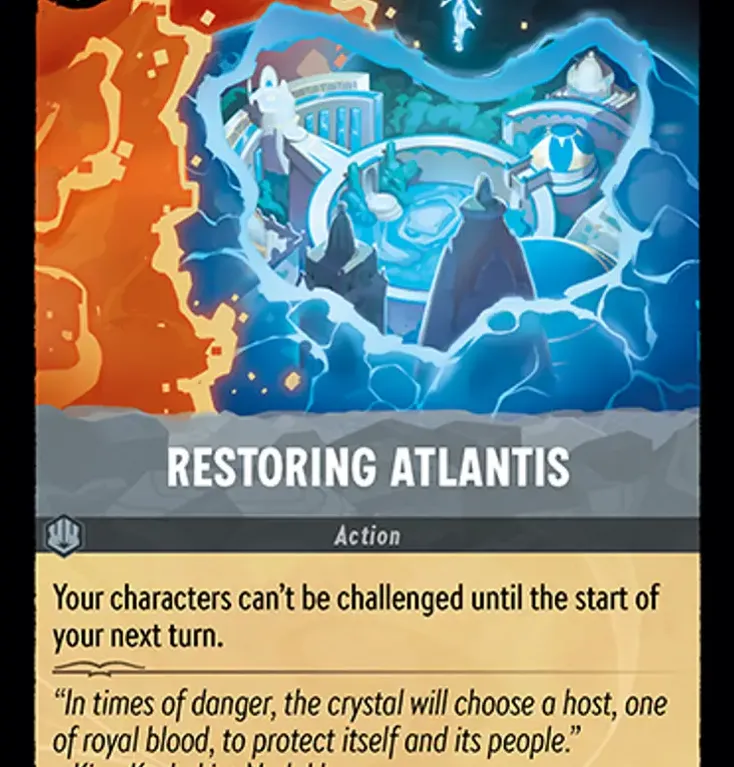 RESTORING ATLANTIS
Action
Your characters can't be challenged until the start of
your next turn.
“In times of danger, the crystal will choose a host, one
of royal blood, to protect itself and its people.”